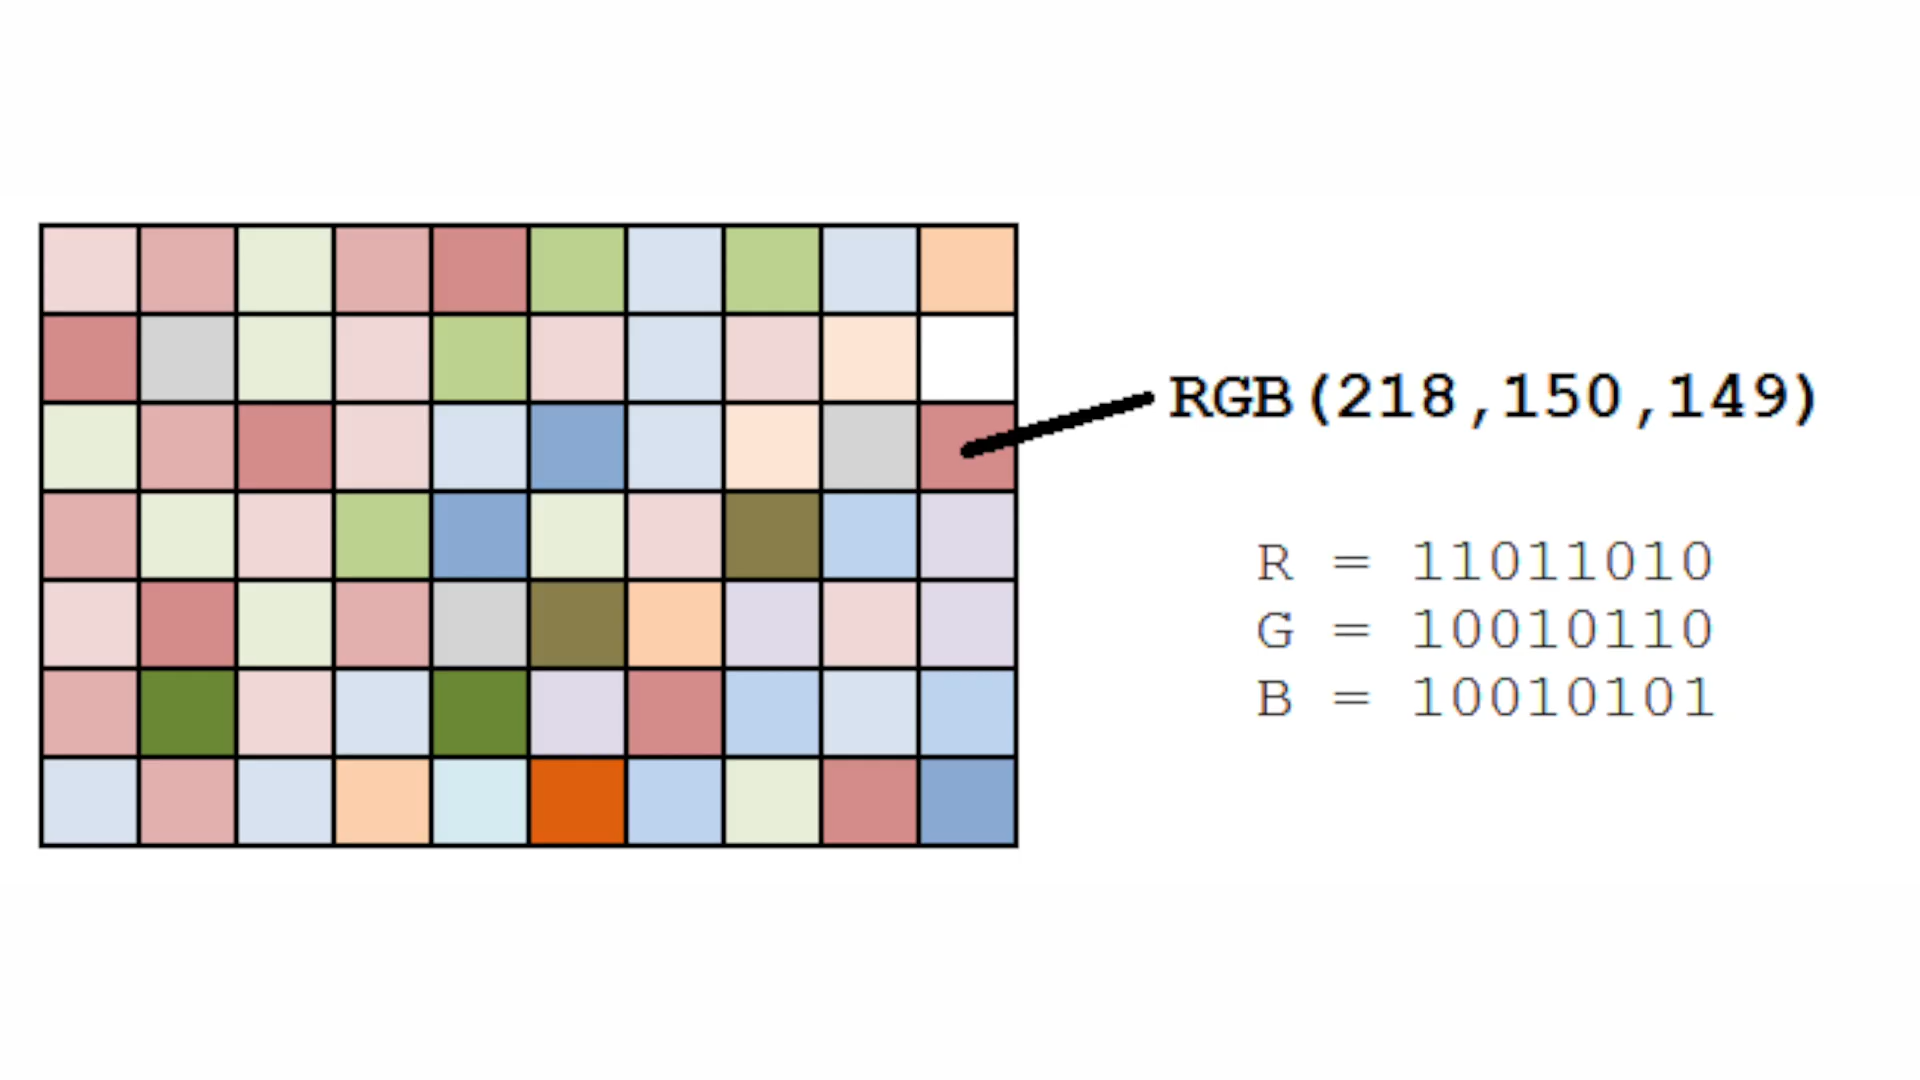 RGB(218,150,149)
R = 11011010
G = 10010110
B = 10010101